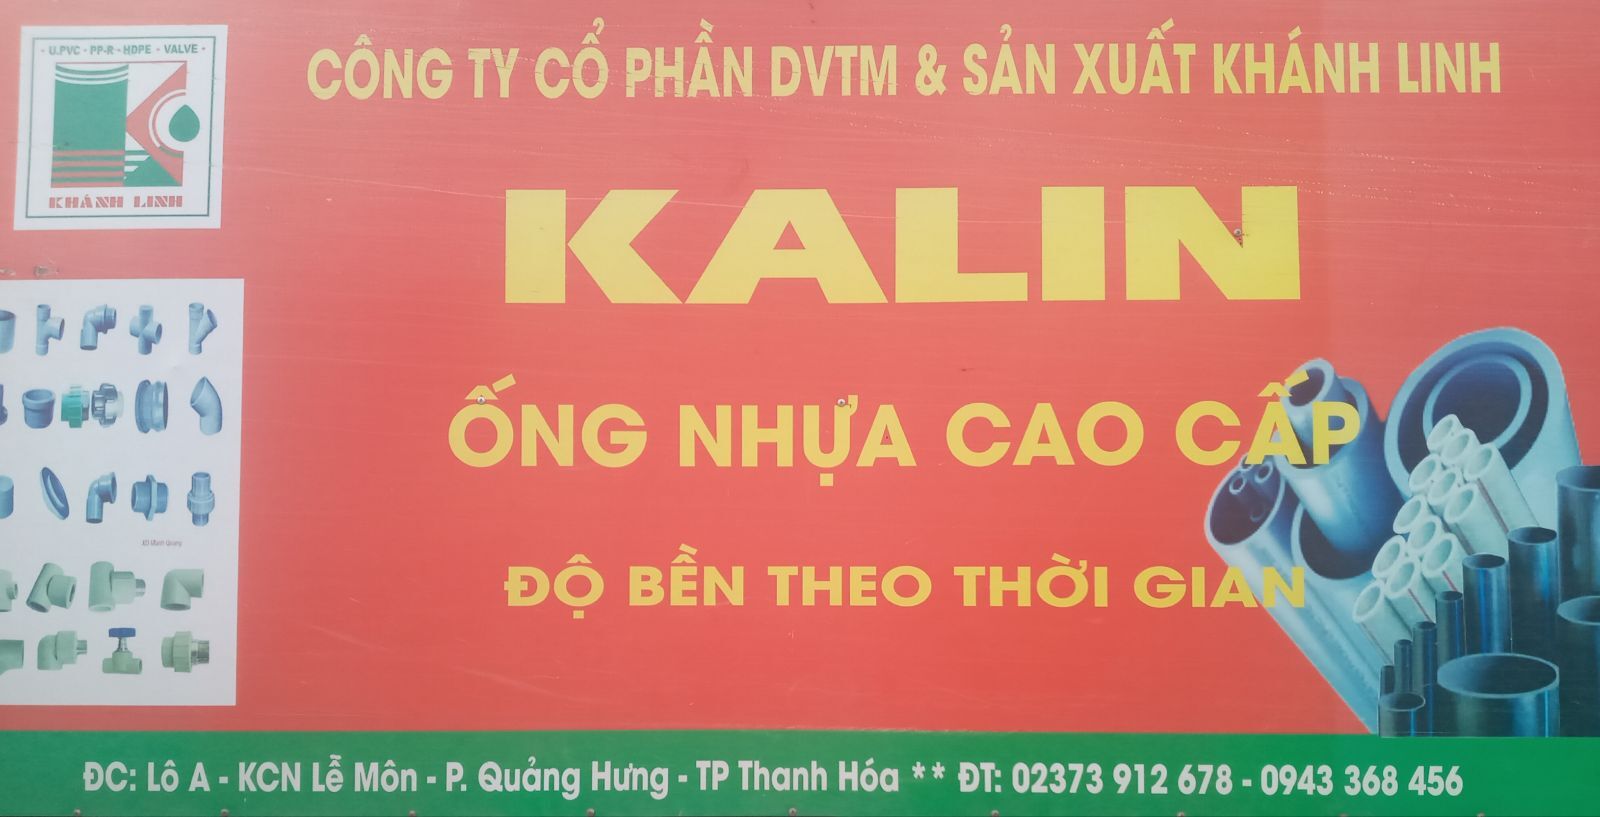 · U.PVC · PP-R · HDPE · VALVE ·
KHÁNH LINH
CÔNG TY CỔ PHẦN DVTM & SẢN XUẤT KHÁNH LINH
KALIN
ỐNG NHỰA CAO CẤP
ĐỘ BỀN THEO THỜI GIAN
ĐC: Lô A - KCN Lễ Môn - P. Quảng Hưng - TP Thanh Hóa ** ĐT: 02373 912 678 - 0943 368 456